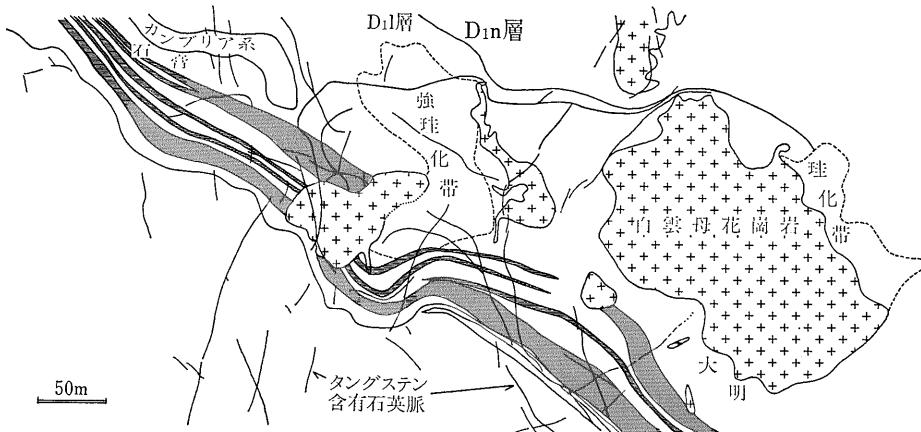 カンブリア系
石膏
D1l層
D1n層
強珪化帯
珪化帯
白雲母花崗岩
大明
タングステン
含有石英脈
50m